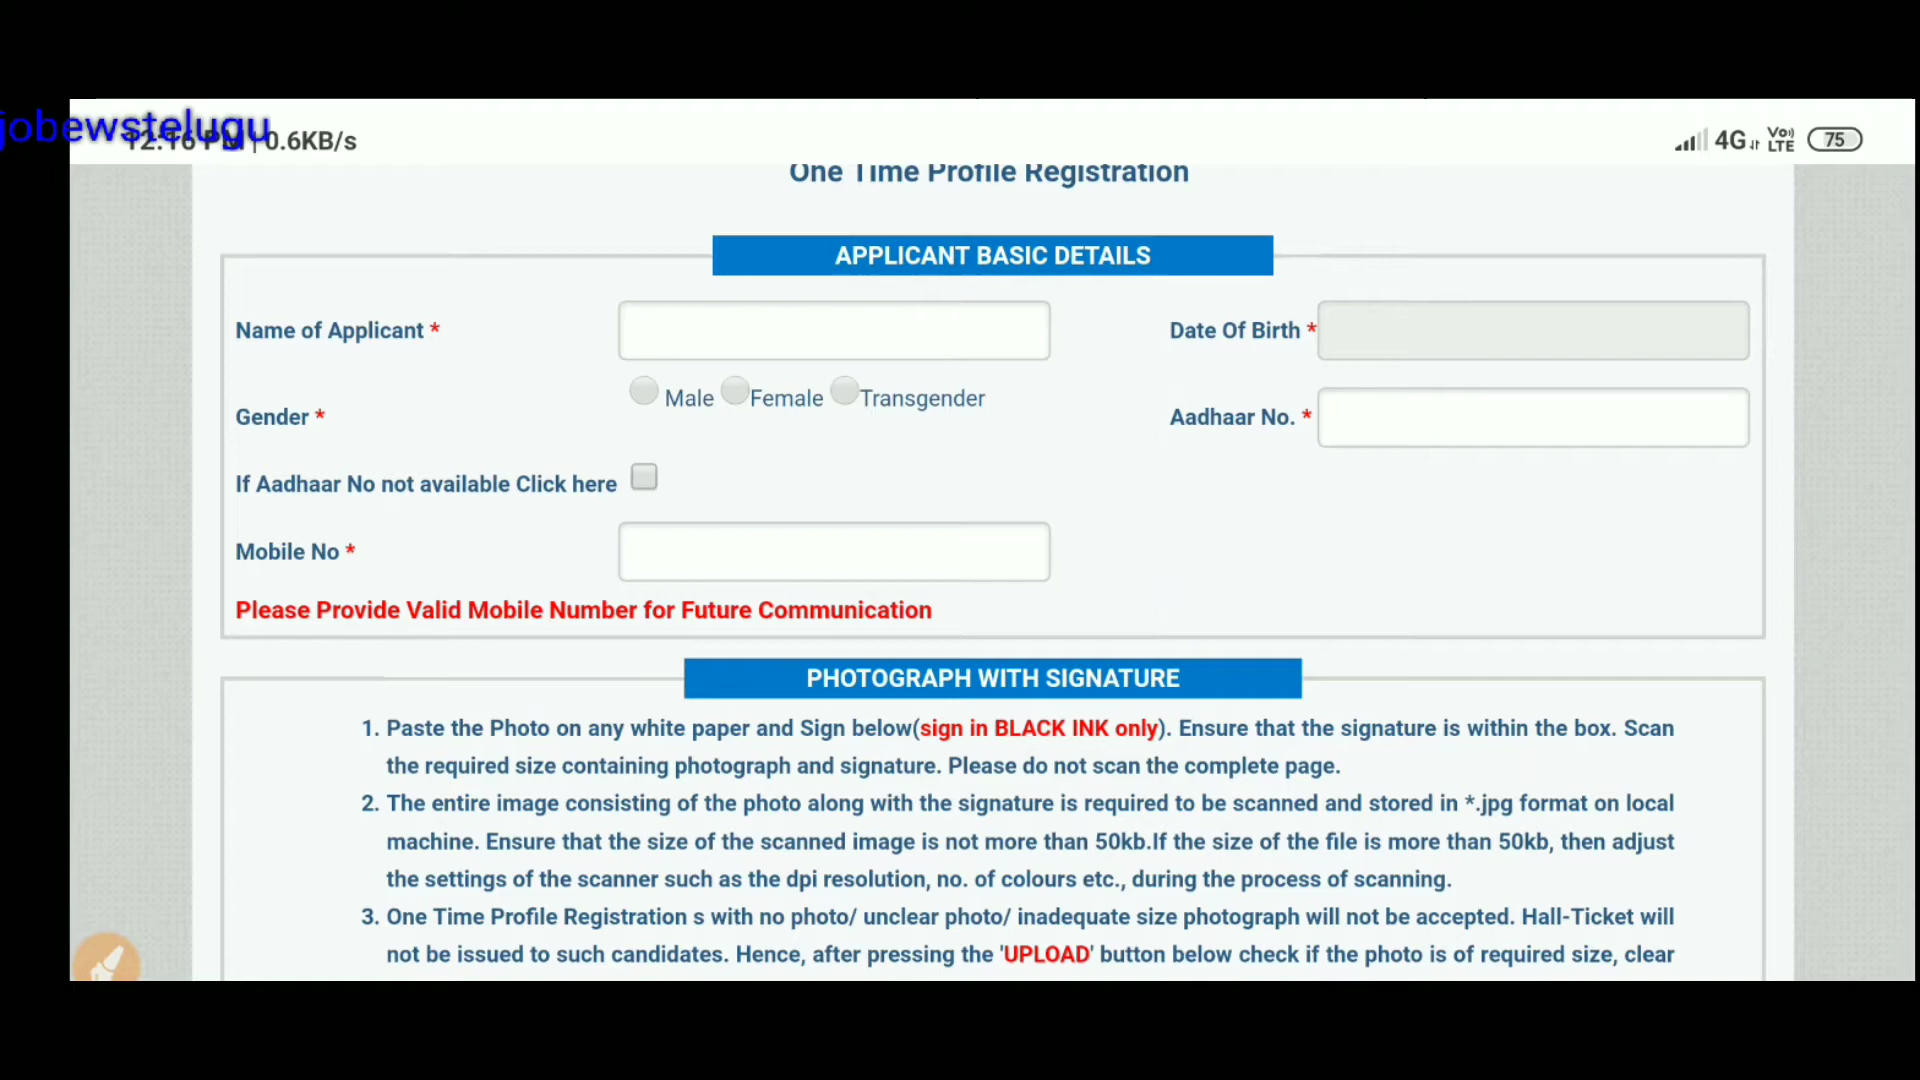 jobewstelugu
12:16 PM | 0.6KB/s 4G Vo) LTE 75
One Time Profile Registration
APPLICANT BASIC DETAILS
Name of Applicant * Date Of Birth *
Male Female Transgender
Gender * Aadhaar No. *
If Aadhaar No not available Click here
Mobile No *
Please Provide Valid Mobile Number for Future Communication
PHOTOGRAPH WITH SIGNATURE
1. Paste the Photo on any white paper and Sign below(sign in BLACK INK only). Ensure that the signature is within the box. Scan
the required size containing photograph and signature. Please do not scan the complete page.
2. The entire image consisting of the photo along with the signature is required to be scanned and stored in *.jpg format on local
machine. Ensure that the size of the scanned image is not more than 50kb.If the size of the file is more than 50kb, then adjust
the settings of the scanner such as the dpi resolution, no. of colours etc., during the process of scanning.
3. One Time Profile Registration s with no photo/ unclear photo/ inadequate size photograph will not be accepted. Hall-Ticket will
not be issued to such candidates. Hence, after pressing the 'UPLOAD' button below check if the photo is of required size, clear